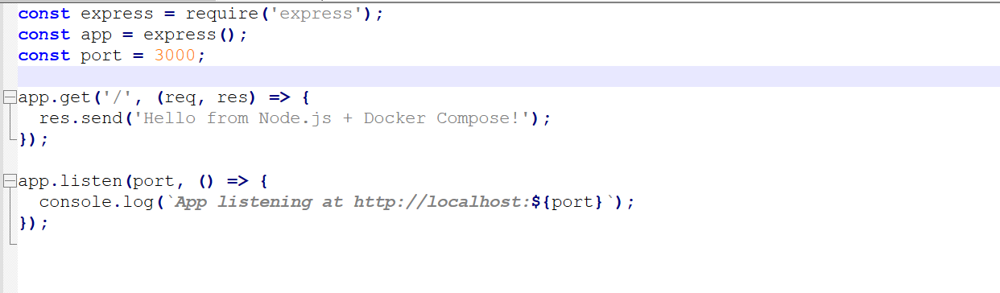 const express = require('express');
const app = express();
const port = 3000;
app.get('/', (req, res) => {
  res.send('Hello from Node.js + Docker Compose!');
});
app.listen(port, () => {
  console.log(`App listening at http://localhost:${port}`);
});